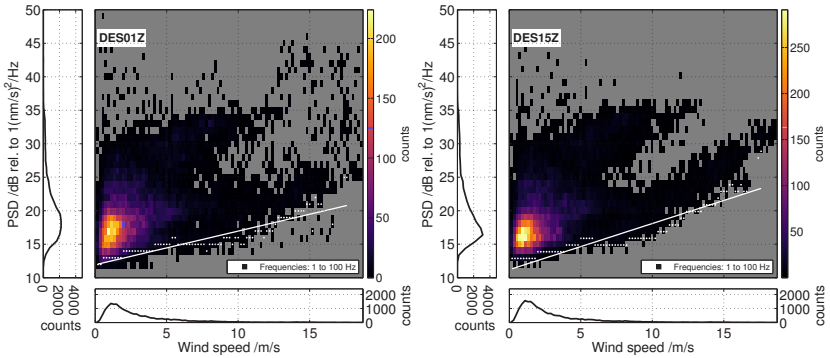 50
45
40
35
30
25
20
15
10
PSD /dB rel. to 1(nm/s)²/Hz
0
2000
4000
counts
DES01Z
Frequencies: 1 to 100 Hz
200
150
100
50
0
counts
2000
1000
0
counts
0 5 10 15
Wind speed /m/s
50
45
40
35
30
25
20
15
10
PSD /dB rel. to 1(nm/s)²/Hz
0
2000
4000
counts
DES15Z
Frequencies: 1 to 100 Hz
250
200
150
100
50
counts
2000
1000
0
counts
0 5 10 15
Wind speed /m/s